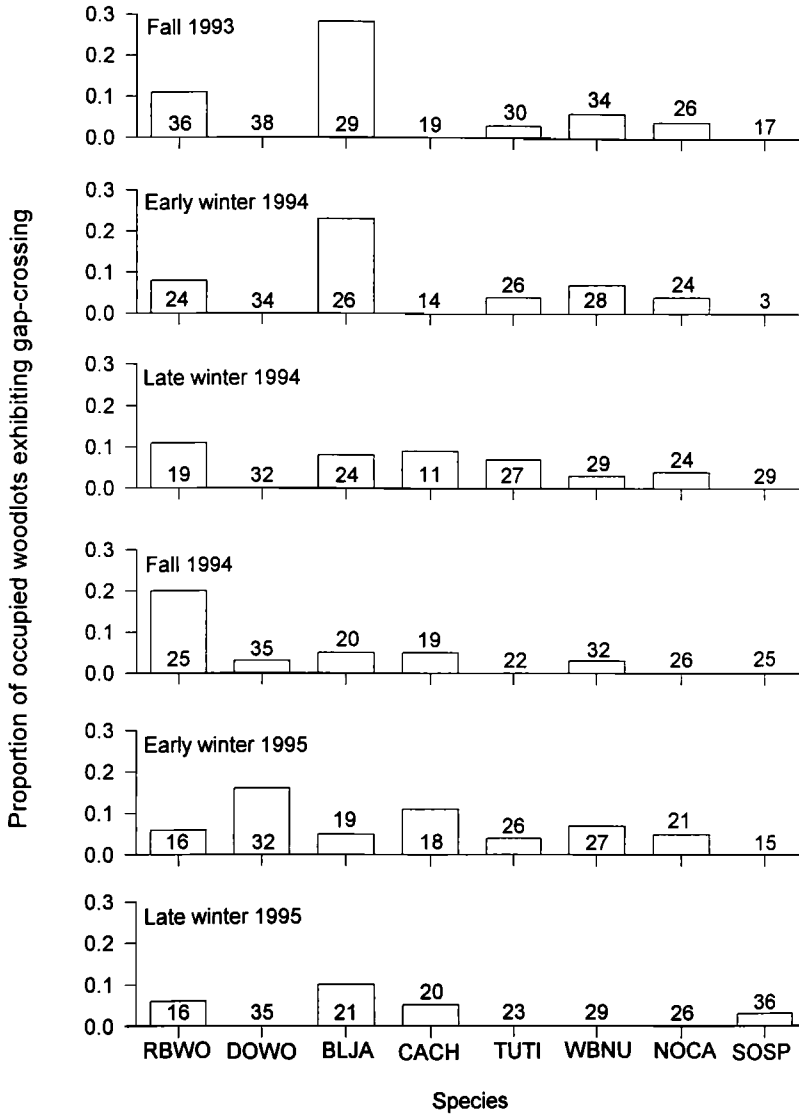 Proportion of occupied woodlots exhibiting gap-crossing
Fall 1993
0.3
0.2
0.1
0.0
36 38 29 19 30 34 26 17
Early winter 1994
0.3
0.2
0.1
0.0
24 34 26 14 26 28 24 3
Late winter 1994
0.3
0.2
0.1
0.0
19 32 24 11 27 29 24 29
Fall 1994
0.3
0.2
0.1
0.0
25 35 20 19 22 32 26 25
Early winter 1995
0.3
0.2
0.1
0.0
16 32 19 18 26 27 21 15
Late winter 1995
0.3
0.2
0.1
0.0
16 35 21 20 23 29 26 36
RBWO DOWO BLJA CACH TUTI WBNU NOCA SOSP
Species